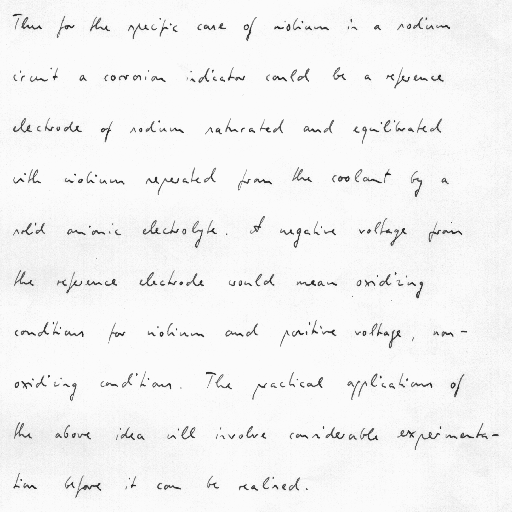 Thus for the specific case of niobium in a sodium
circuit a corrosion indicator could be a reference
electrode of sodium saturated and equilibrated
with niobium seperated from the coolant by a
solid anionic electrolyte. A negative voltage from
the reference electrode would mean oxidizing
conditions for niobium and positive voltage, non-
oxidizing conditions. The practical applications of
the above idea will involve considerable experimenta-
tion before it can be realised.